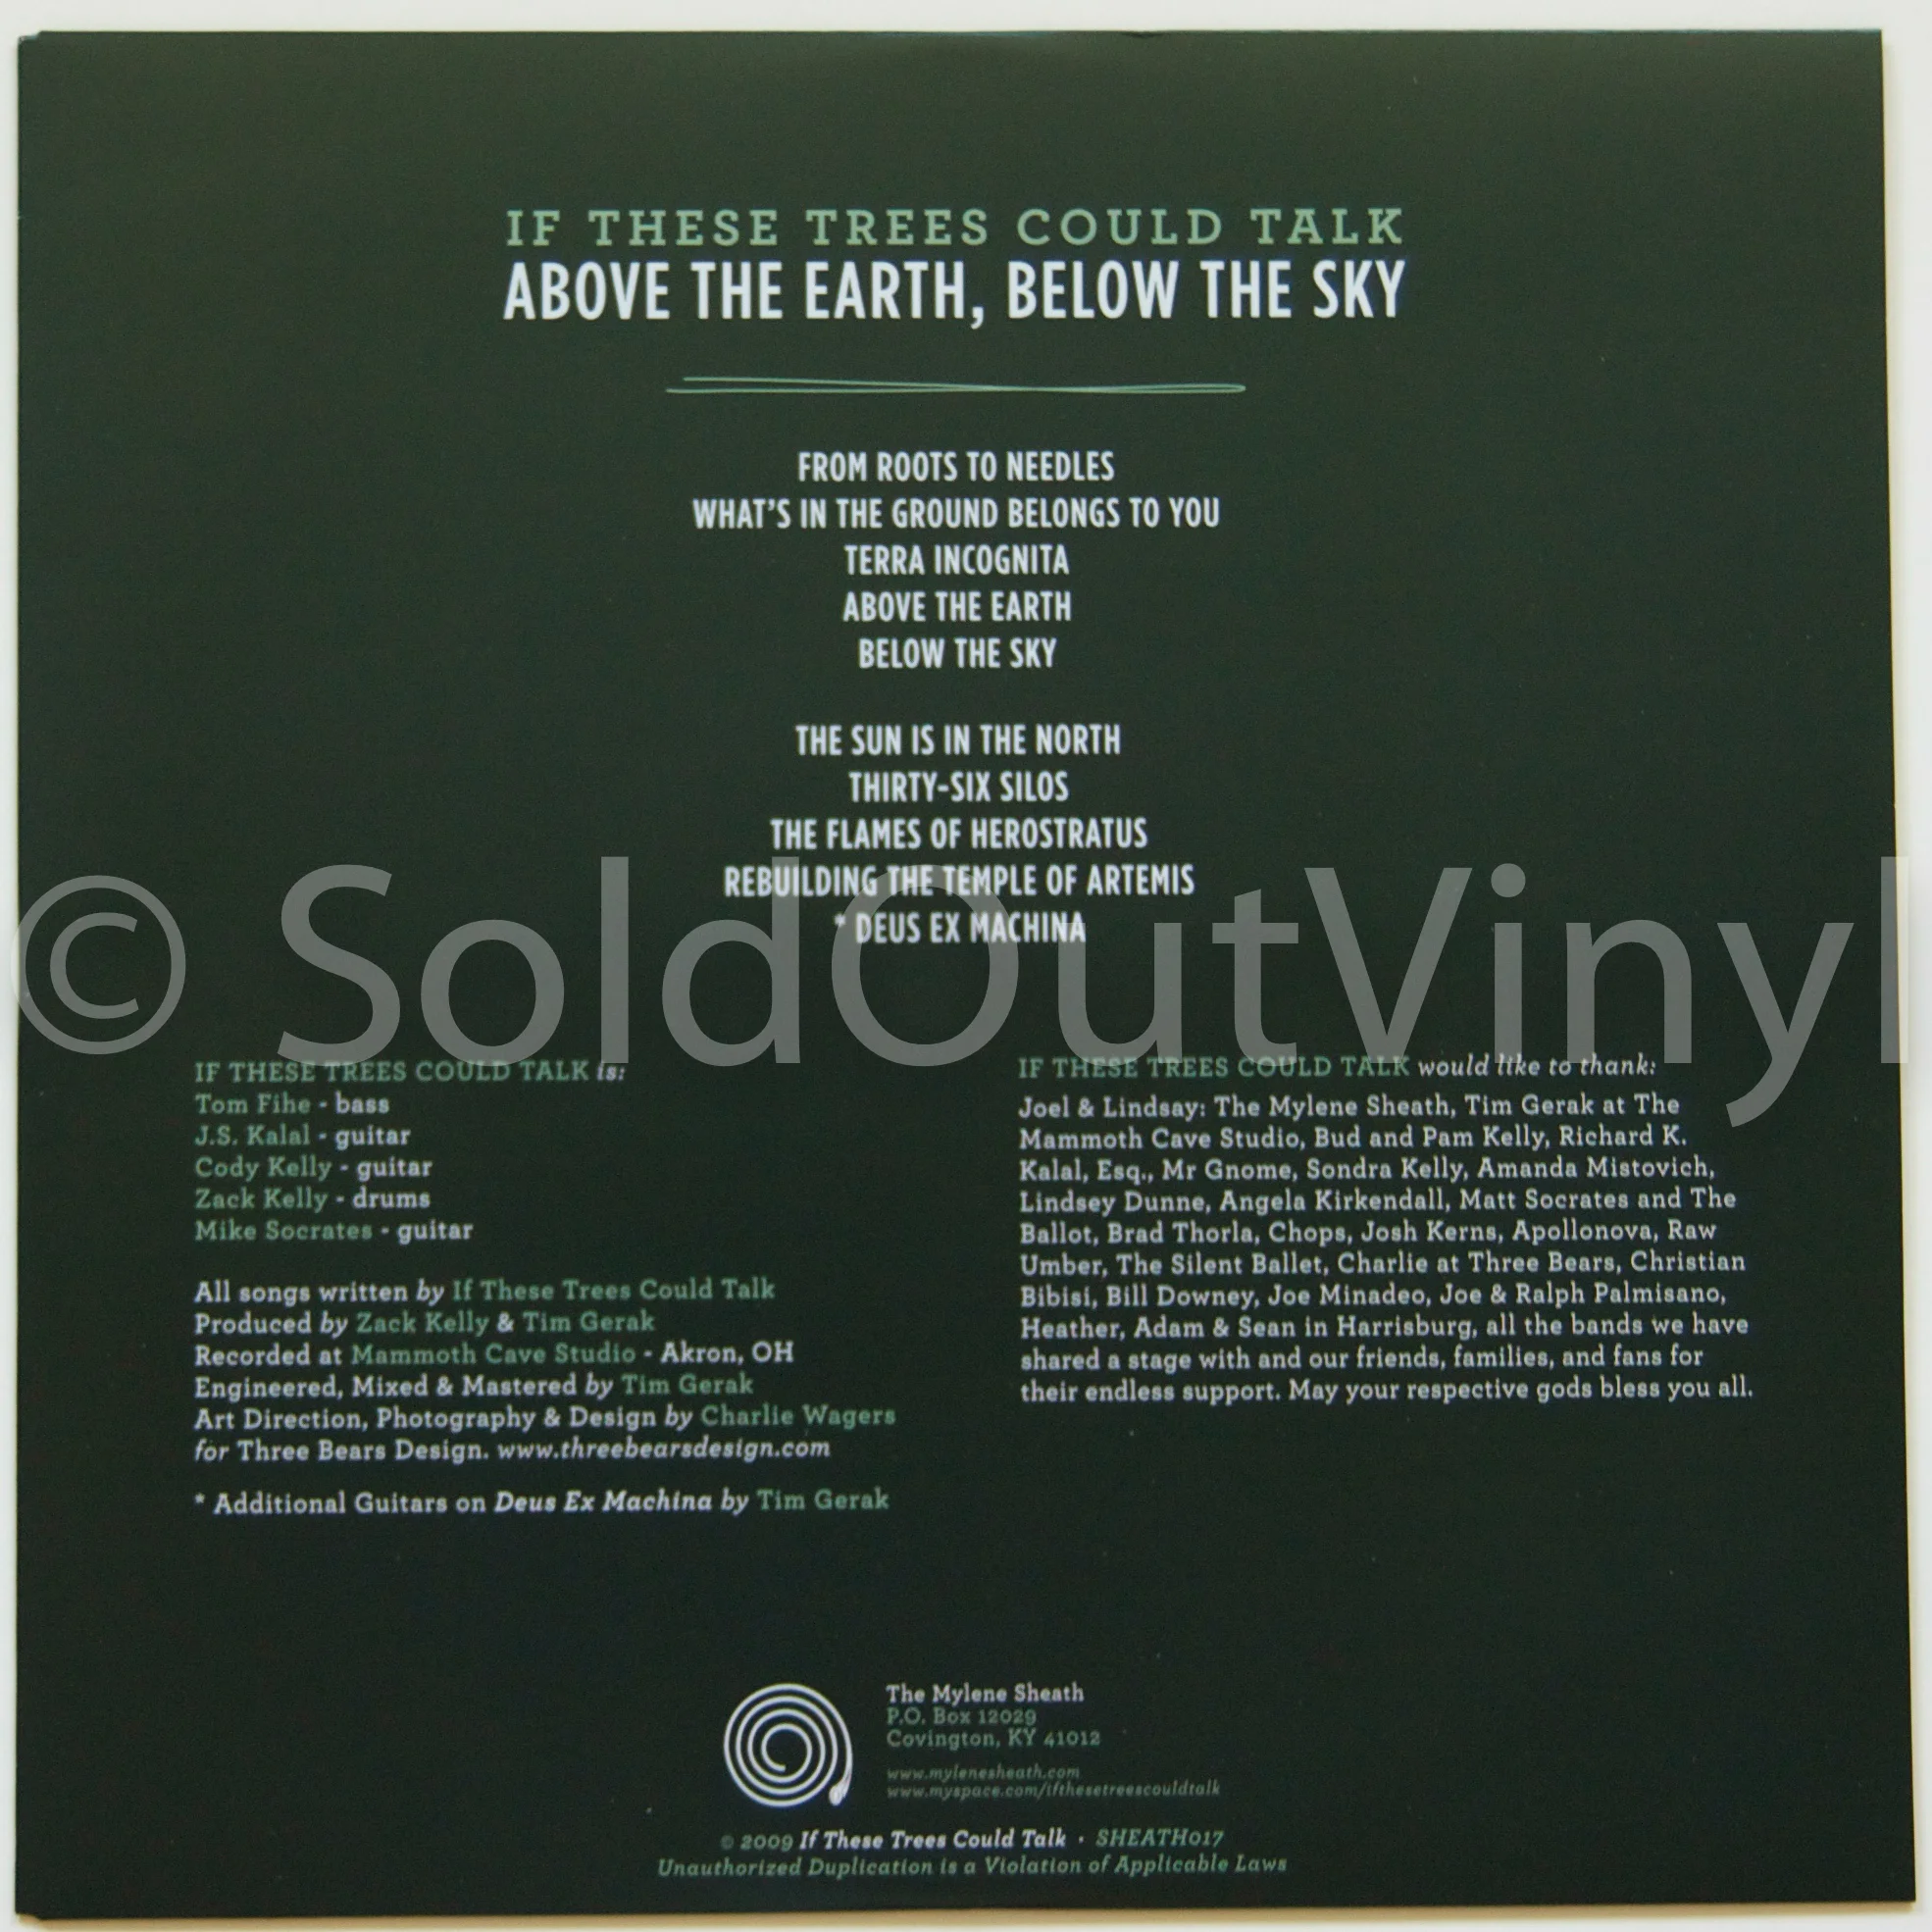 IF THESE TREES COULD TALK
ABOVE THE EARTH, BELOW THE SKY
FROM ROOTS TO NEEDLES
WHAT'S IN THE GROUND BELONGS TO YOU
TERRA INCOGNITA
ABOVE THE EARTH
BELOW THE SKY
THE SUN IS IN THE NORTH
THIRTY-SIX SILOS
THE FLAMES OF HEROSTRATUS
REBUILDING THE TEMPLE OF ARTEMIS
* DEUS EX MACHINA
© SoldOutVinyl
IF THESE TREES COULD TALK is:
Tom Fihe - bass
J.S. Kalal - guitar
Cody Kelly - guitar
Zack Kelly - drums
Mike Socrates - guitar
All songs written by If These Trees Could Talk
Produced by Zack Kelly & Tim Gerak
Recorded at Mammoth Cave Studio - Akron, OH
Engineered, Mixed & Mastered by Tim Gerak
Art Direction, Photography & Design by Charlie Wagers
for Three Bears Design. www.threebearsdesign.com
* Additional Guitars on Deus Ex Machina by Tim Gerak
IF THESE TREES COULD TALK would like to thank:
Joel & Lindsay: The Mylene Sheath, Tim Gerak at The
Mammoth Cave Studio, Bud and Pam Kelly, Richard K.
Kalal, Esq., Mr Gnome, Sondra Kelly, Amanda Mistovich,
Lindsey Dunne, Angela Kirkendall, Matt Socrates and The
Ballot, Brad Thorla, Chops, Josh Kerns, Apollonova, Raw
Umber, The Silent Ballet, Charlie at Three Bears, Christian
Bibisi, Bill Downey, Joe Minadeo, Joe & Ralph Palmisano,
Heather, Adam & Sean in Harrisburg, all the bands we have
shared a stage with and our friends, families, and fans for
their endless support. May your respective gods bless you all.
The Mylene Sheath
P.O. Box 12029
Covington, KY 41012
www.mylenesheath.com
www.myspace.com/ifthesetreescouldtalk
© 2009 If These Trees Could Talk · SHEATH017
Unauthorized Duplication is a Violation of Applicable Laws